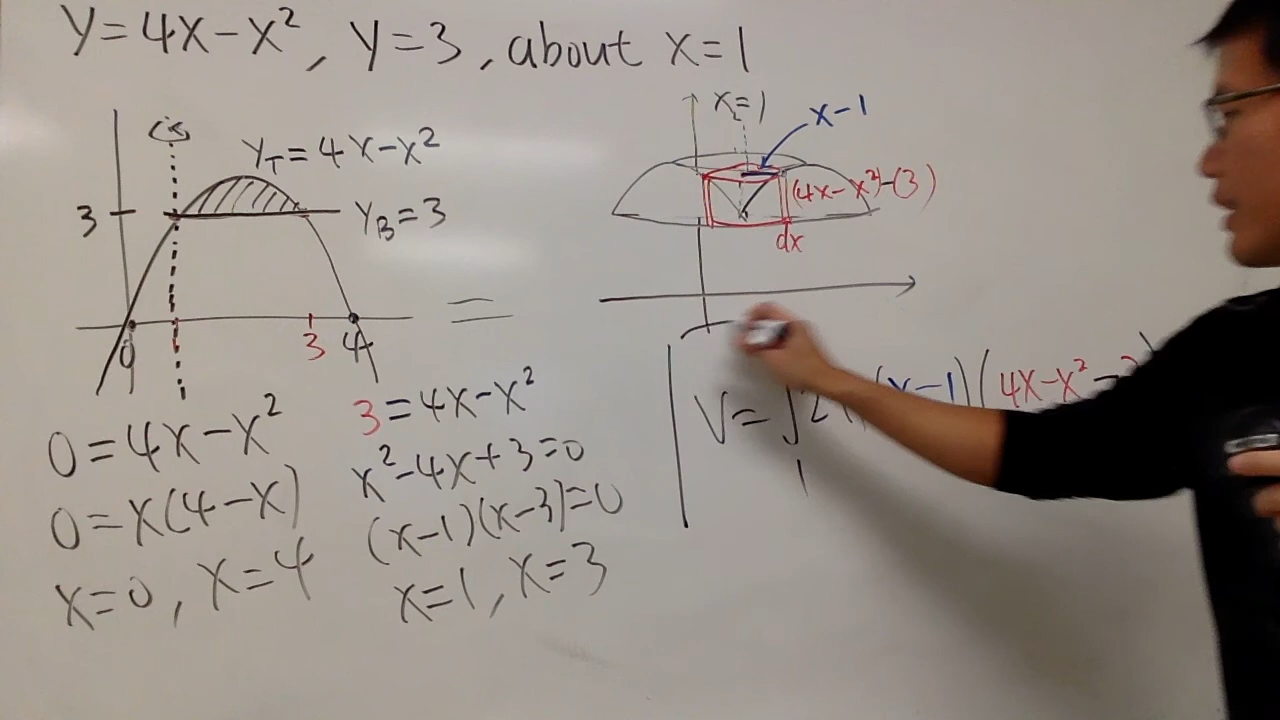 y=4x-x², y=3, about x=1
y_T=4x-x²
3
y_B=3
0 1 3 4
0=4x-x²
0=x(4-x)
x=0, x=4
3=4x-x²
x²-4x+3=0
(x-1)(x-3)=0
x=1, x=3
=
x=1
x-1
(4x-x²)-(3)
dx
V=∫ 2 (x-1)(4x-x²-
1